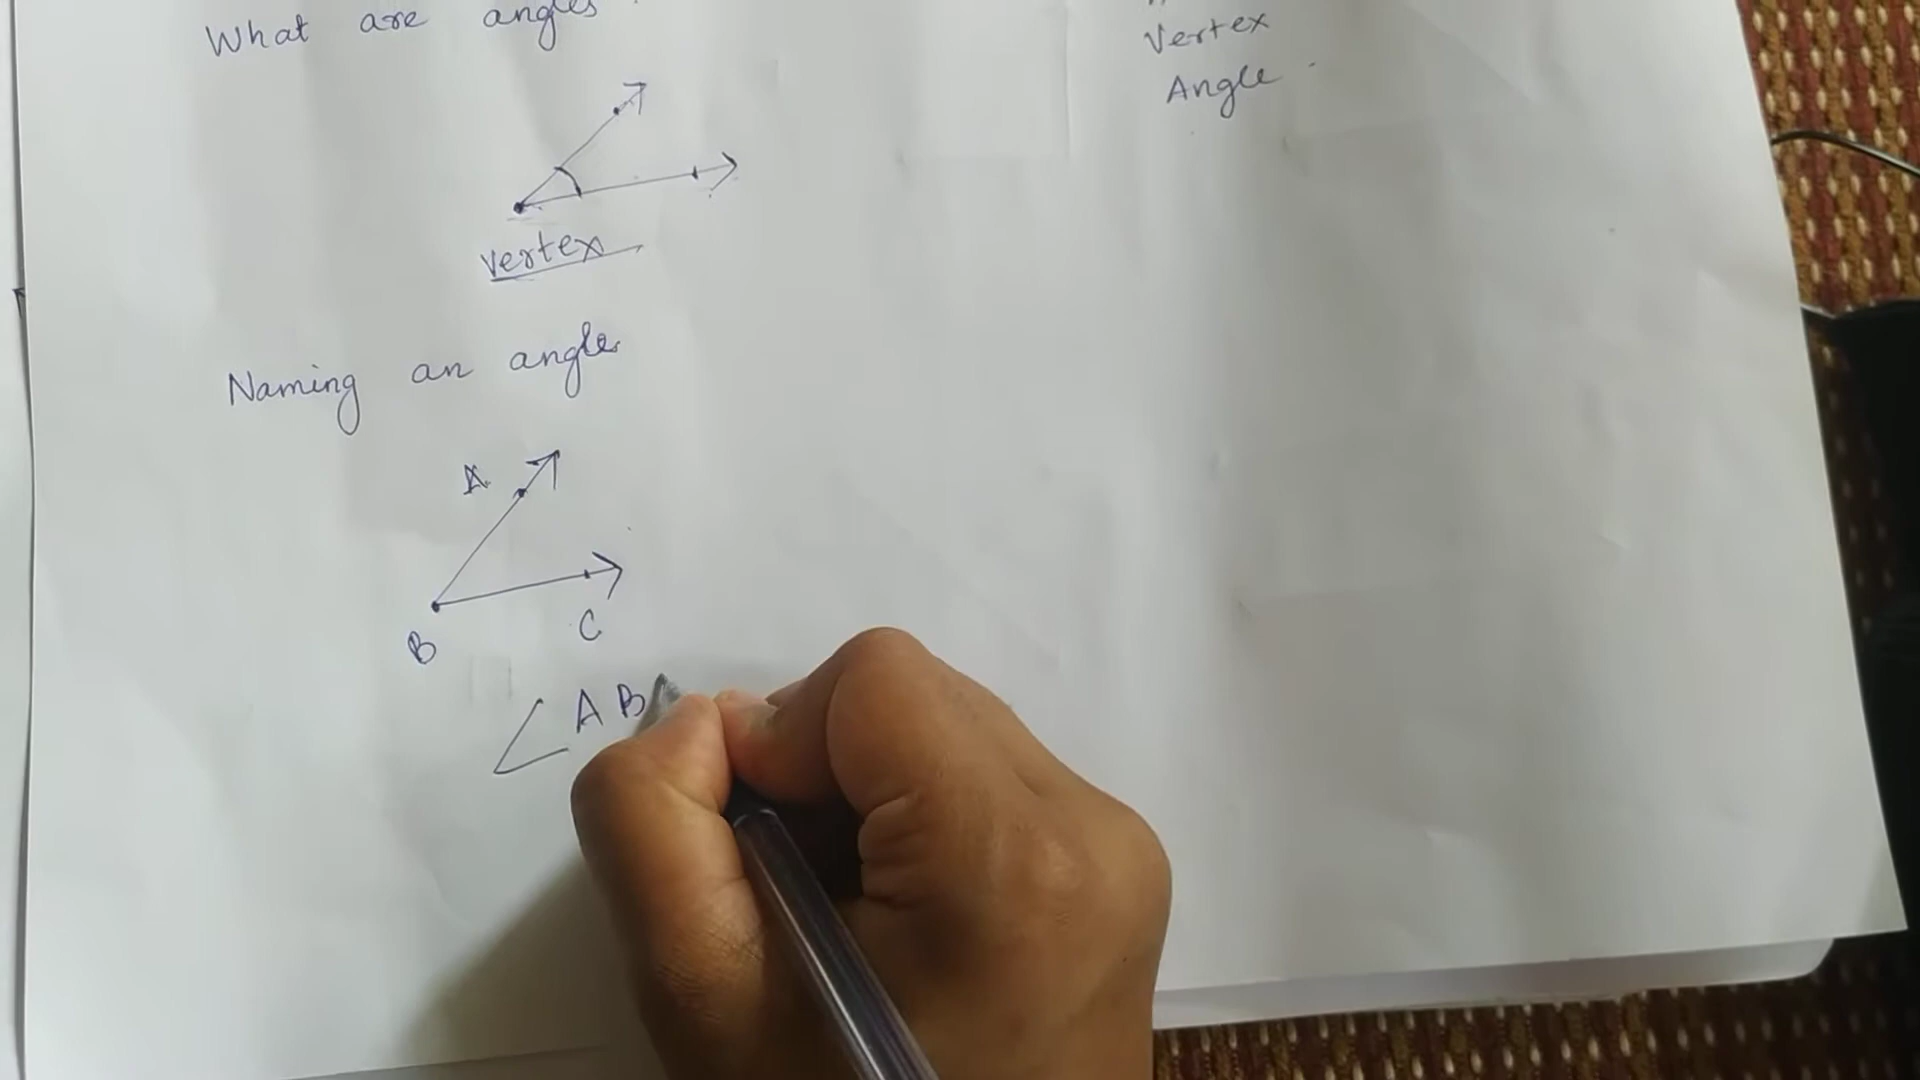 What are angles
Vertex
Angle.
vertex
Naming an angle
A
B
C
∠AB